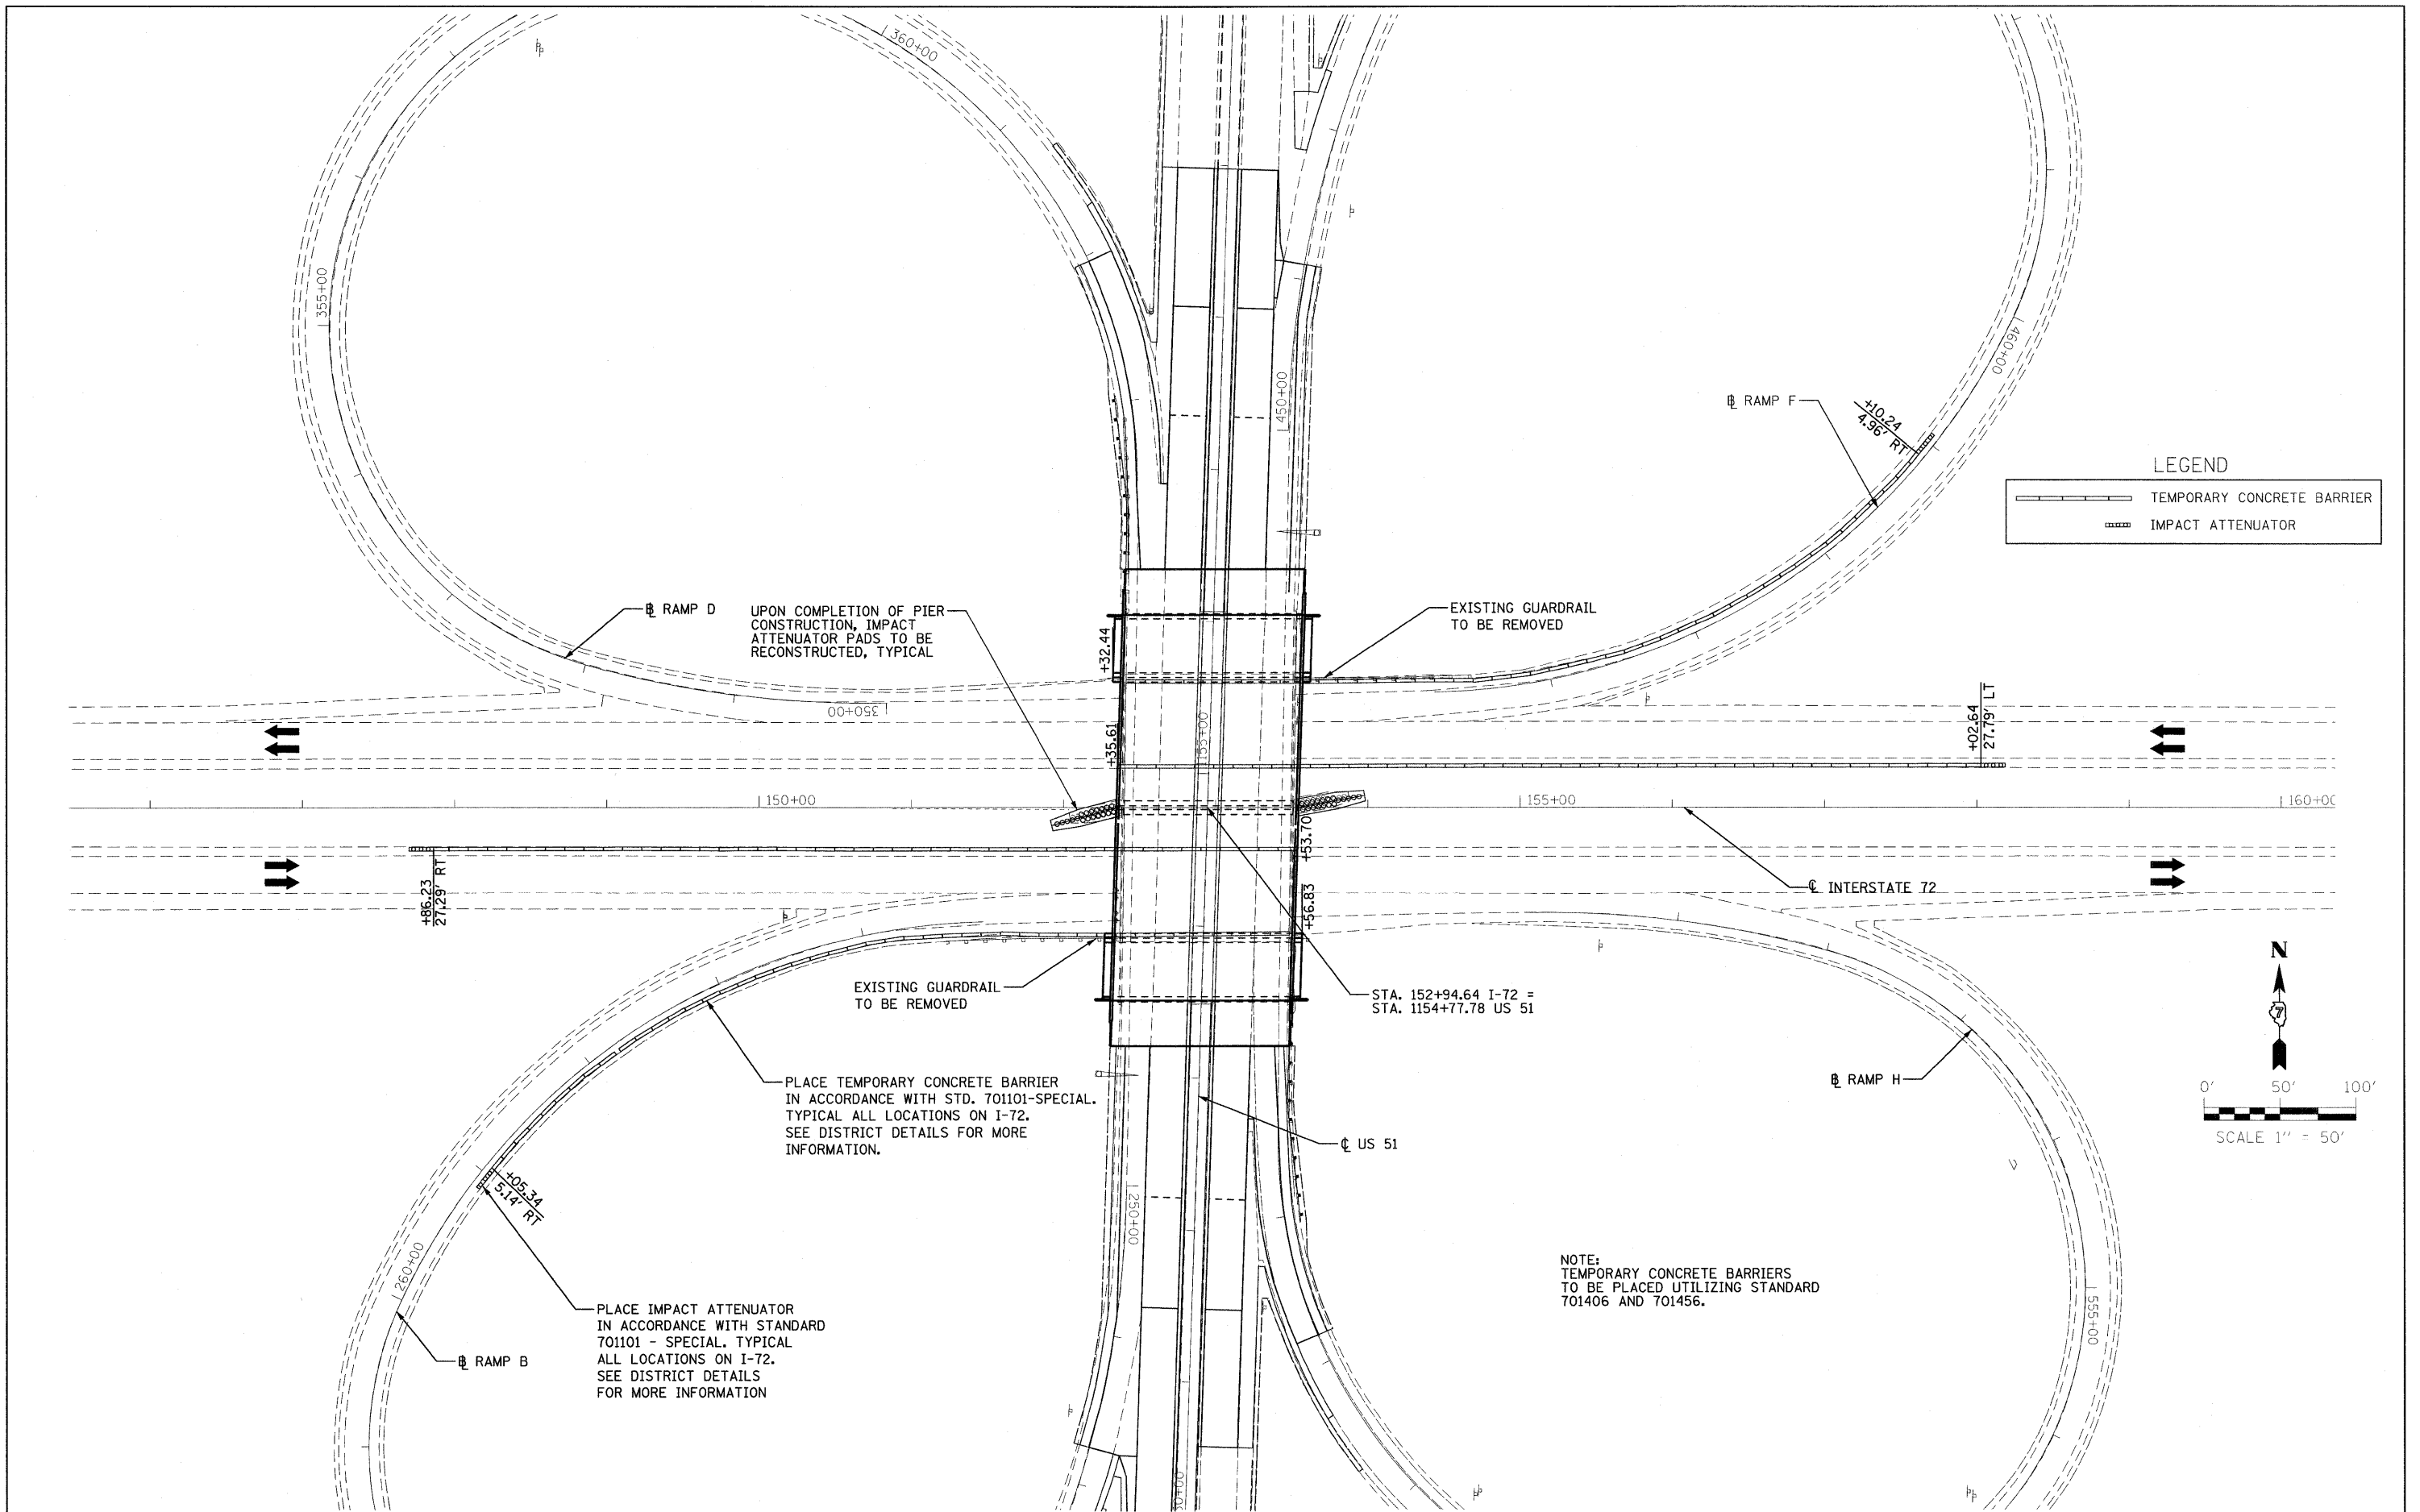 360+00
355+00
450+00
460+00
℄ RAMP F
+10.24
4.96' RT
LEGEND
TEMPORARY CONCRETE BARRIER
IMPACT ATTENUATOR
℄ RAMP D
UPON COMPLETION OF PIER
CONSTRUCTION, IMPACT
ATTENUATOR PADS TO BE
RECONSTRUCTED, TYPICAL
+32.44
EXISTING GUARDRAIL
TO BE REMOVED
350+00
+35.61
155+00
+02.64
27.79' LT
150+00
155+00
160+00
+53.70
+86.23
27.29' RT
+56.83
℄ INTERSTATE 72
EXISTING GUARDRAIL
TO BE REMOVED
STA. 152+94.64 I-72 =
STA. 1154+77.78 US 51
N
7
PLACE TEMPORARY CONCRETE BARRIER
IN ACCORDANCE WITH STD. 701101-SPECIAL.
TYPICAL ALL LOCATIONS ON I-72.
SEE DISTRICT DETAILS FOR MORE
INFORMATION.
℄ RAMP H
0' 50' 100'
SCALE 1" = 50'
℄ US 51
+05.34
5.14' RT
250+00
260+00
PLACE IMPACT ATTENUATOR
IN ACCORDANCE WITH STANDARD
701101 - SPECIAL. TYPICAL
ALL LOCATIONS ON I-72.
SEE DISTRICT DETAILS
FOR MORE INFORMATION
℄ RAMP B
NOTE:
TEMPORARY CONCRETE BARRIERS
TO BE PLACED UTILIZING STANDARD
701406 AND 701456.
555+00